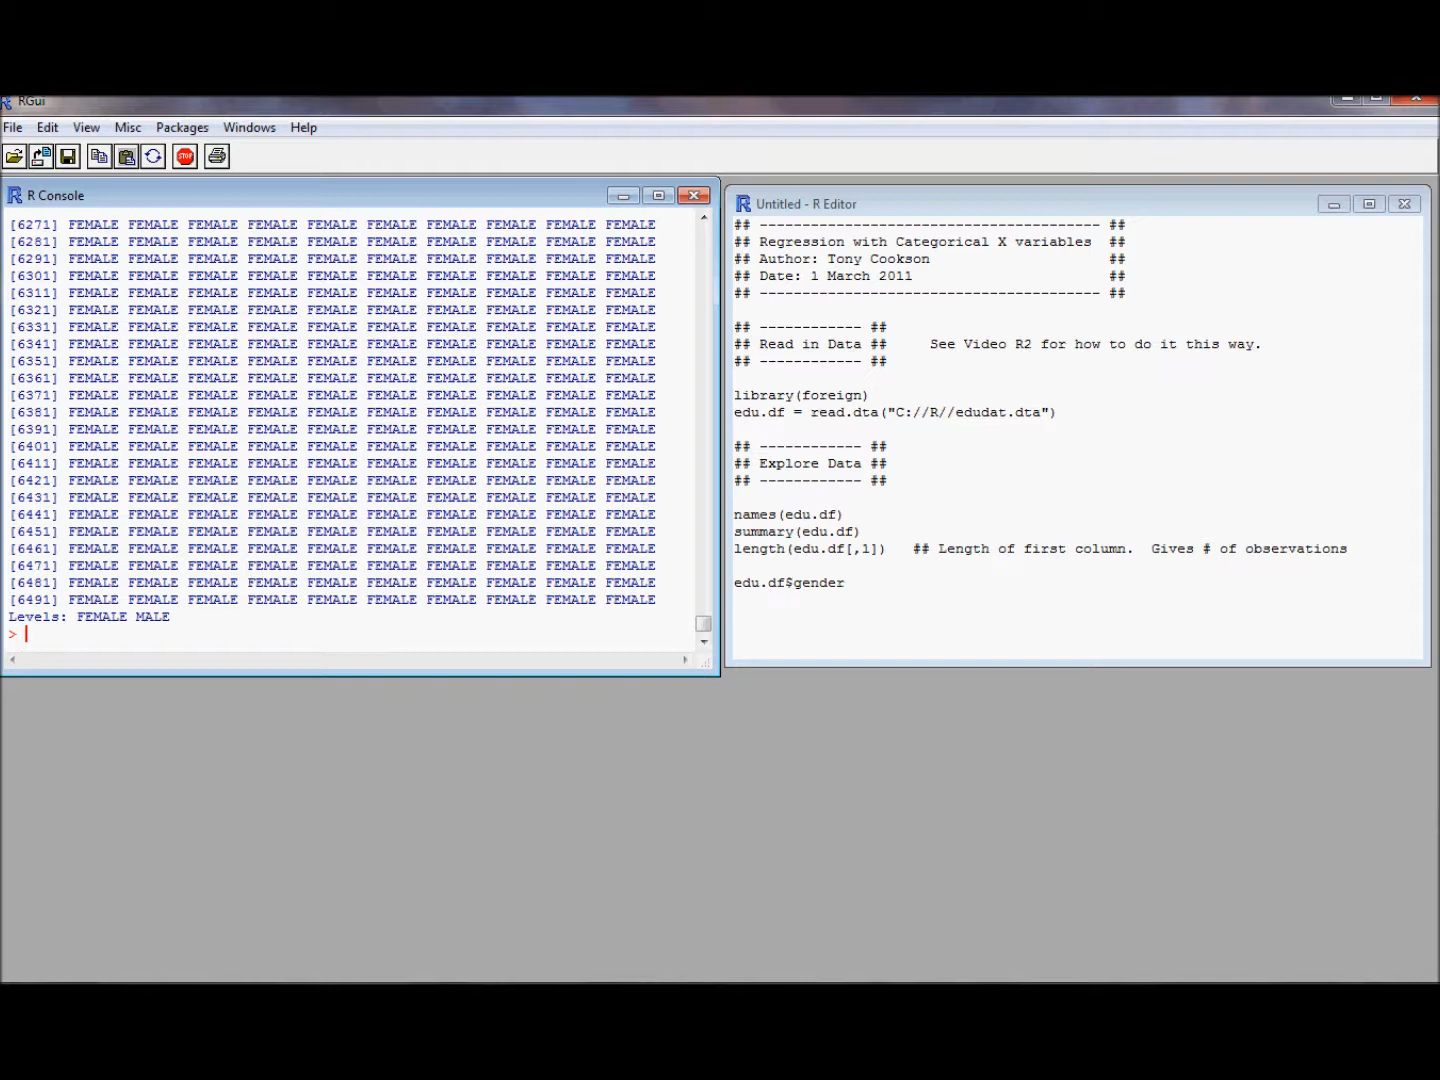 RGui
File Edit View Misc Packages Windows Help
STOP
R Console
[6271] FEMALE FEMALE FEMALE FEMALE FEMALE FEMALE FEMALE FEMALE FEMALE FEMALE
[6281] FEMALE FEMALE FEMALE FEMALE FEMALE FEMALE FEMALE FEMALE FEMALE FEMALE
[6291] FEMALE FEMALE FEMALE FEMALE FEMALE FEMALE FEMALE FEMALE FEMALE FEMALE
[6301] FEMALE FEMALE FEMALE FEMALE FEMALE FEMALE FEMALE FEMALE FEMALE FEMALE
[6311] FEMALE FEMALE FEMALE FEMALE FEMALE FEMALE FEMALE FEMALE FEMALE FEMALE
[6321] FEMALE FEMALE FEMALE FEMALE FEMALE FEMALE FEMALE FEMALE FEMALE FEMALE
[6331] FEMALE FEMALE FEMALE FEMALE FEMALE FEMALE FEMALE FEMALE FEMALE FEMALE
[6341] FEMALE FEMALE FEMALE FEMALE FEMALE FEMALE FEMALE FEMALE FEMALE FEMALE
[6351] FEMALE FEMALE FEMALE FEMALE FEMALE FEMALE FEMALE FEMALE FEMALE FEMALE
[6361] FEMALE FEMALE FEMALE FEMALE FEMALE FEMALE FEMALE FEMALE FEMALE FEMALE
[6371] FEMALE FEMALE FEMALE FEMALE FEMALE FEMALE FEMALE FEMALE FEMALE FEMALE
[6381] FEMALE FEMALE FEMALE FEMALE FEMALE FEMALE FEMALE FEMALE FEMALE FEMALE
[6391] FEMALE FEMALE FEMALE FEMALE FEMALE FEMALE FEMALE FEMALE FEMALE FEMALE
[6401] FEMALE FEMALE FEMALE FEMALE FEMALE FEMALE FEMALE FEMALE FEMALE FEMALE
[6411] FEMALE FEMALE FEMALE FEMALE FEMALE FEMALE FEMALE FEMALE FEMALE FEMALE
[6421] FEMALE FEMALE FEMALE FEMALE FEMALE FEMALE FEMALE FEMALE FEMALE FEMALE
[6431] FEMALE FEMALE FEMALE FEMALE FEMALE FEMALE FEMALE FEMALE FEMALE FEMALE
[6441] FEMALE FEMALE FEMALE FEMALE FEMALE FEMALE FEMALE FEMALE FEMALE FEMALE
[6451] FEMALE FEMALE FEMALE FEMALE FEMALE FEMALE FEMALE FEMALE FEMALE FEMALE
[6461] FEMALE FEMALE FEMALE FEMALE FEMALE FEMALE FEMALE FEMALE FEMALE FEMALE
[6471] FEMALE FEMALE FEMALE FEMALE FEMALE FEMALE FEMALE FEMALE FEMALE FEMALE
[6481] FEMALE FEMALE FEMALE FEMALE FEMALE FEMALE FEMALE FEMALE FEMALE FEMALE
[6491] FEMALE FEMALE FEMALE FEMALE FEMALE FEMALE FEMALE FEMALE FEMALE FEMALE
Levels: FEMALE MALE
>
Untitled - R Editor
## ---------------------------------------- ##
## Regression with Categorical X variables ##
## Author: Tony Cookson ##
## Date: 1 March 2011 ##
## ---------------------------------------- ##
## ------------ ##
## Read in Data ## See Video R2 for how to do it this way.
## ------------ ##
library(foreign)
edu.df = read.dta("C://R//edudat.dta")
## ------------ ##
## Explore Data ##
## ------------ ##
names(edu.df)
summary(edu.df)
length(edu.df[,1]) ## Length of first column. Gives # of observations
edu.df$gender